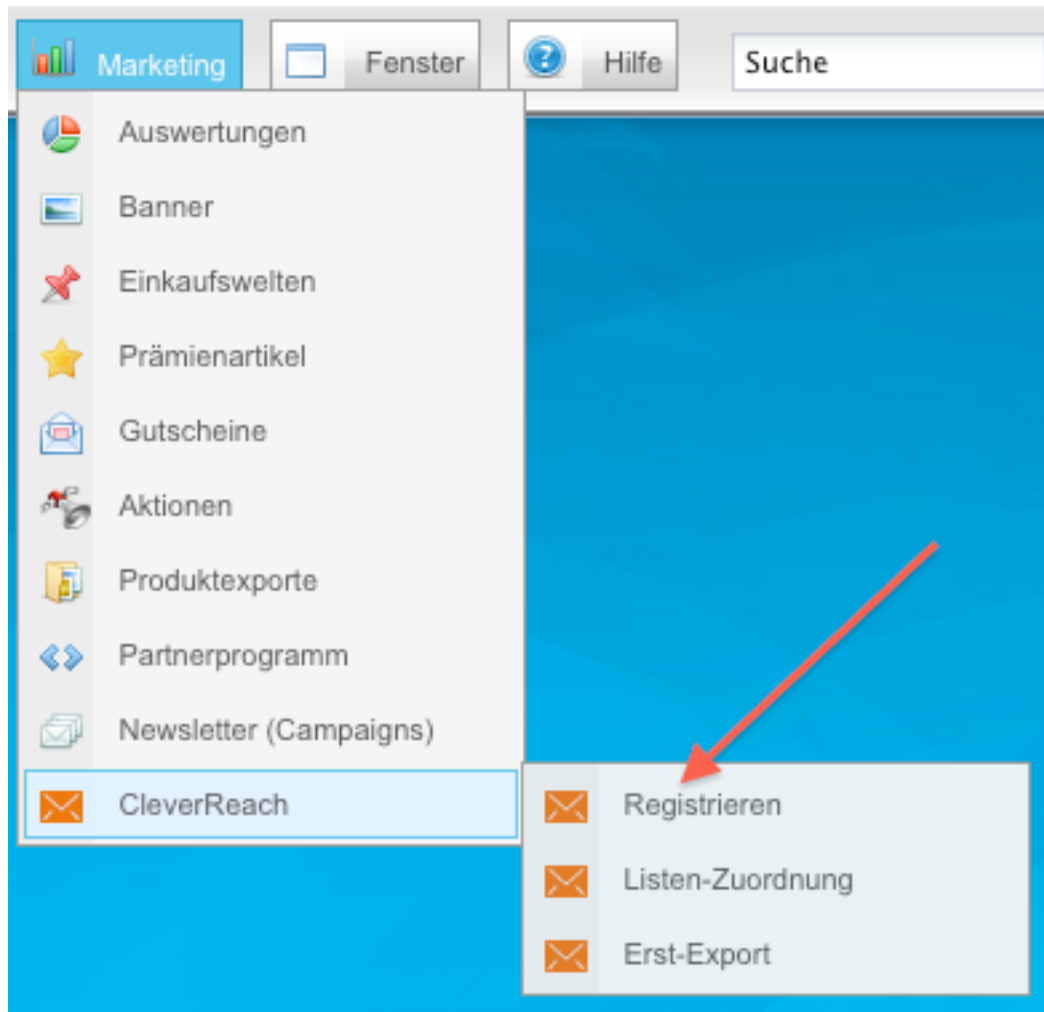 Marketing
Fenster
Hilfe
Suche
Auswertungen
Banner
Einkaufswelten
Prämienartikel
Gutscheine
Aktionen
Produktexporte
Partnerprogramm
Newsletter (Campaigns)
CleverReach
Registrieren
Listen-Zuordnung
Erst-Export